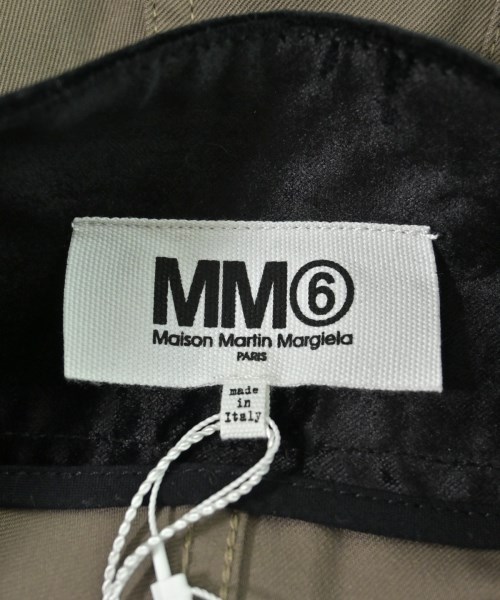 MM⑥
Maison Martin Margiela
PARIS
made
in
Italy